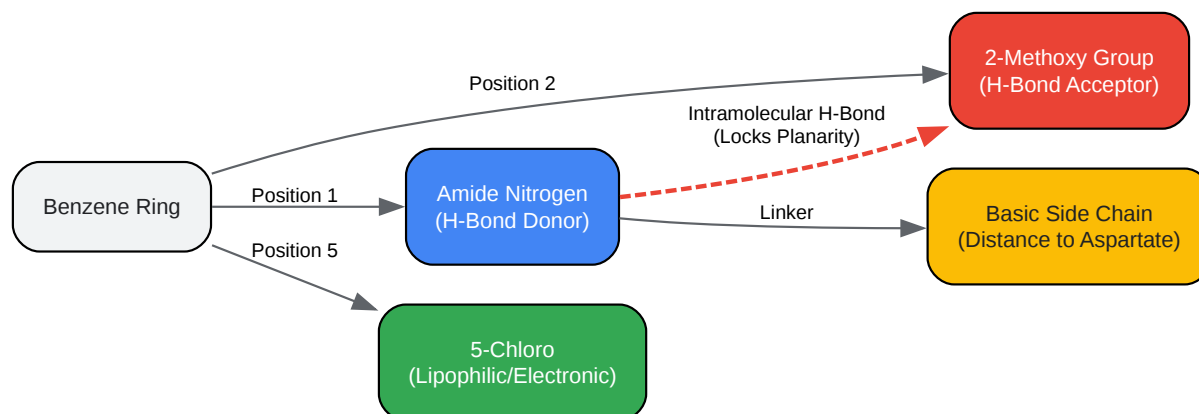 2-Methoxy Group
(H-Bond Acceptor)
Position 2
Intramolecular H-Bond
(Locks Planarity)
Benzene Ring
Position 1
Amide Nitrogen
(H-Bond Donor)
Linker
Basic Side Chain
(Distance to Aspartate)
Position 5
5-Chloro
(Lipophilic/Electronic)